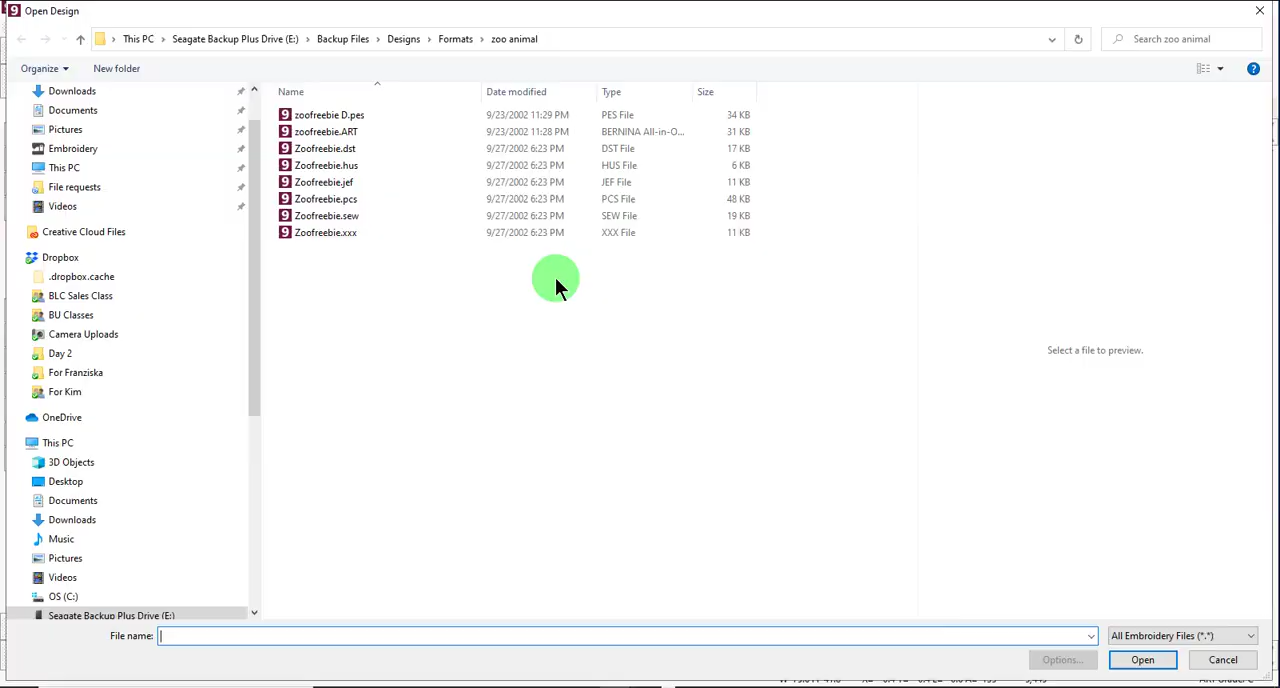 9 Open Design
This PC > Seagate Backup Plus Drive (E:) > Backup Files > Designs > Formats > zoo animal
Search zoo animal
Organize
New folder
Downloads
Documents
Pictures
Embroidery
This PC
File requests
Videos
Creative Cloud Files
Dropbox
.dropbox.cache
BLC Sales Class
BU Classes
Camera Uploads
Day 2
For Franziska
For Kim
OneDrive
This PC
3D Objects
Desktop
Documents
Downloads
Music
Pictures
Videos
OS (C:)
Seagate Backup Plus Drive (E:)
Name Date modified Type Size
9 zoofreebie D.pes 9/23/2002 11:29 PM PES File 34 KB
9 zoofreebie.ART 9/23/2002 11:28 PM BERNINA All-in-O... 31 KB
9 Zoofreebie.dst 9/27/2002 6:23 PM DST File 17 KB
9 Zoofreebie.hus 9/27/2002 6:23 PM HUS File 6 KB
9 Zoofreebie.jef 9/27/2002 6:23 PM JEF File 11 KB
9 Zoofreebie.pcs 9/27/2002 6:23 PM PCS File 48 KB
9 Zoofreebie.sew 9/27/2002 6:23 PM SEW File 19 KB
9 Zoofreebie.xxx 9/27/2002 6:23 PM XXX File 11 KB
Select a file to preview.
File name:
All Embroidery Files (*.*)
Options...
Open
Cancel